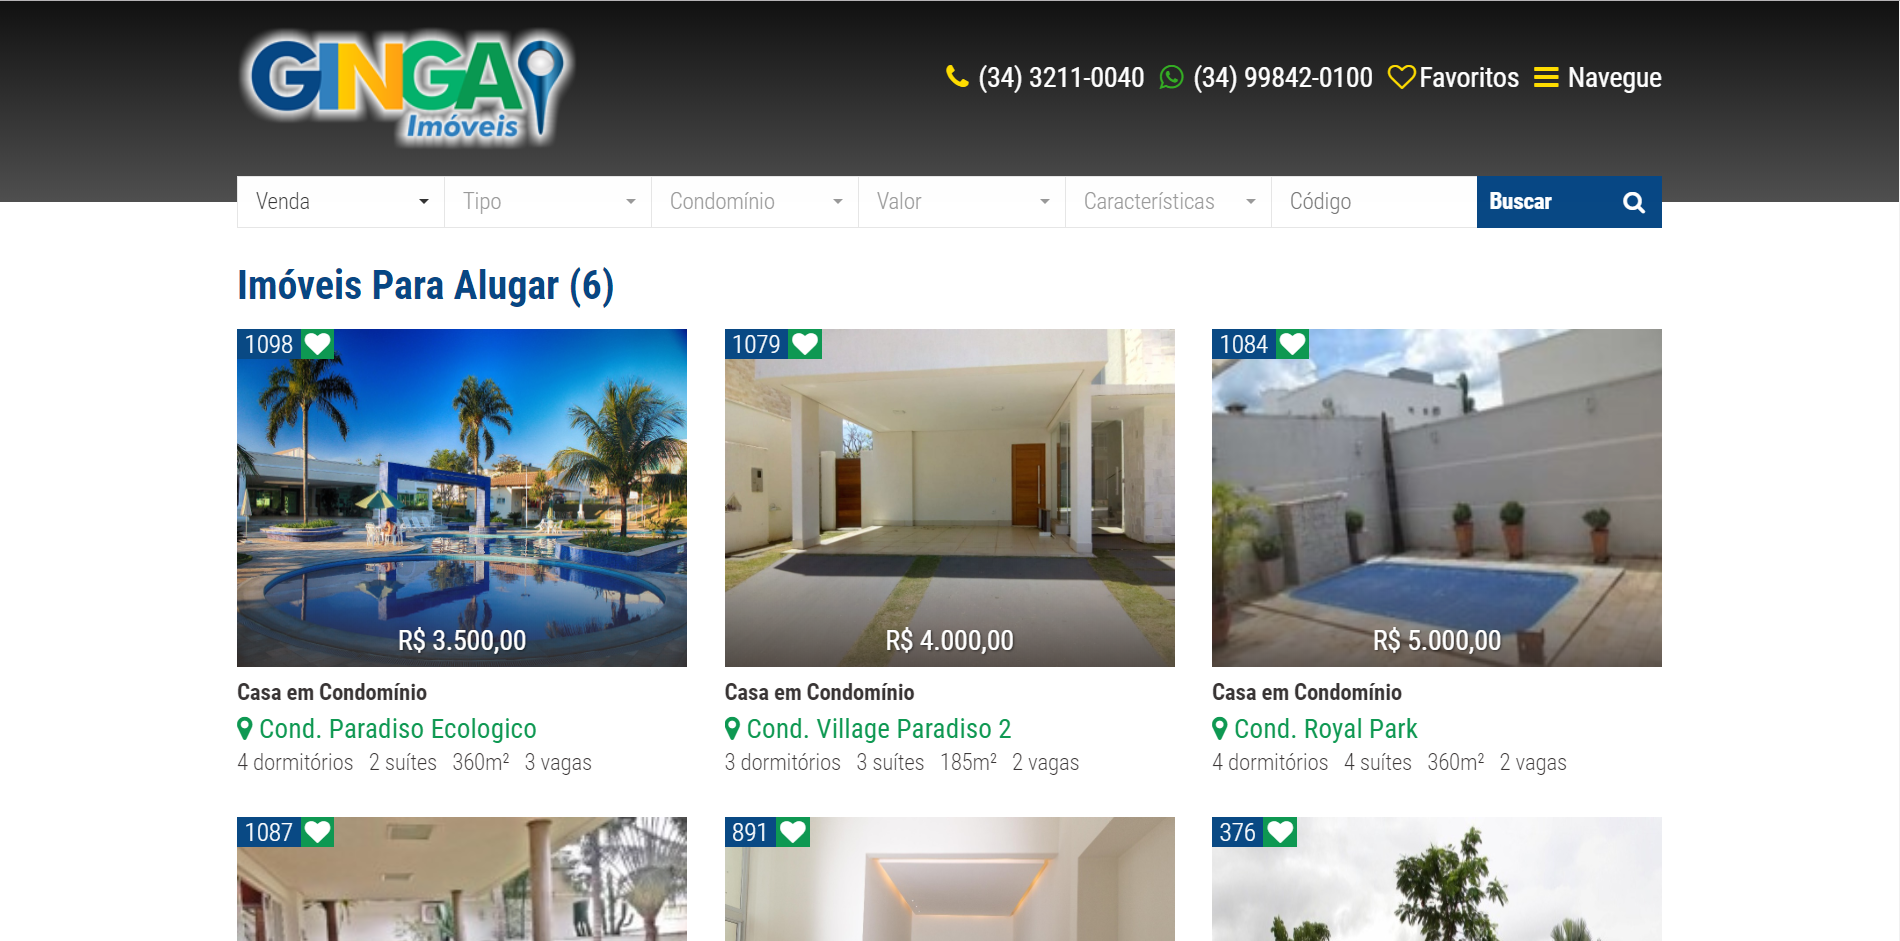 GINGA
Imóveis
(34) 3211-0040 (34) 99842-0100 Favoritos Navegue
Venda Tipo Condomínio Valor Características Código Buscar
Imóveis Para Alugar (6)
1098 1079 1084
R$ 3.500,00 R$ 4.000,00 R$ 5.000,00
Casa em Condomínio Casa em Condomínio Casa em Condomínio
Cond. Paradiso Ecologico Cond. Village Paradiso 2 Cond. Royal Park
4 dormitórios 2 suítes 360m² 3 vagas 3 dormitórios 3 suítes 185m² 2 vagas 4 dormitórios 4 suítes 360m² 2 vagas
1087 891 376